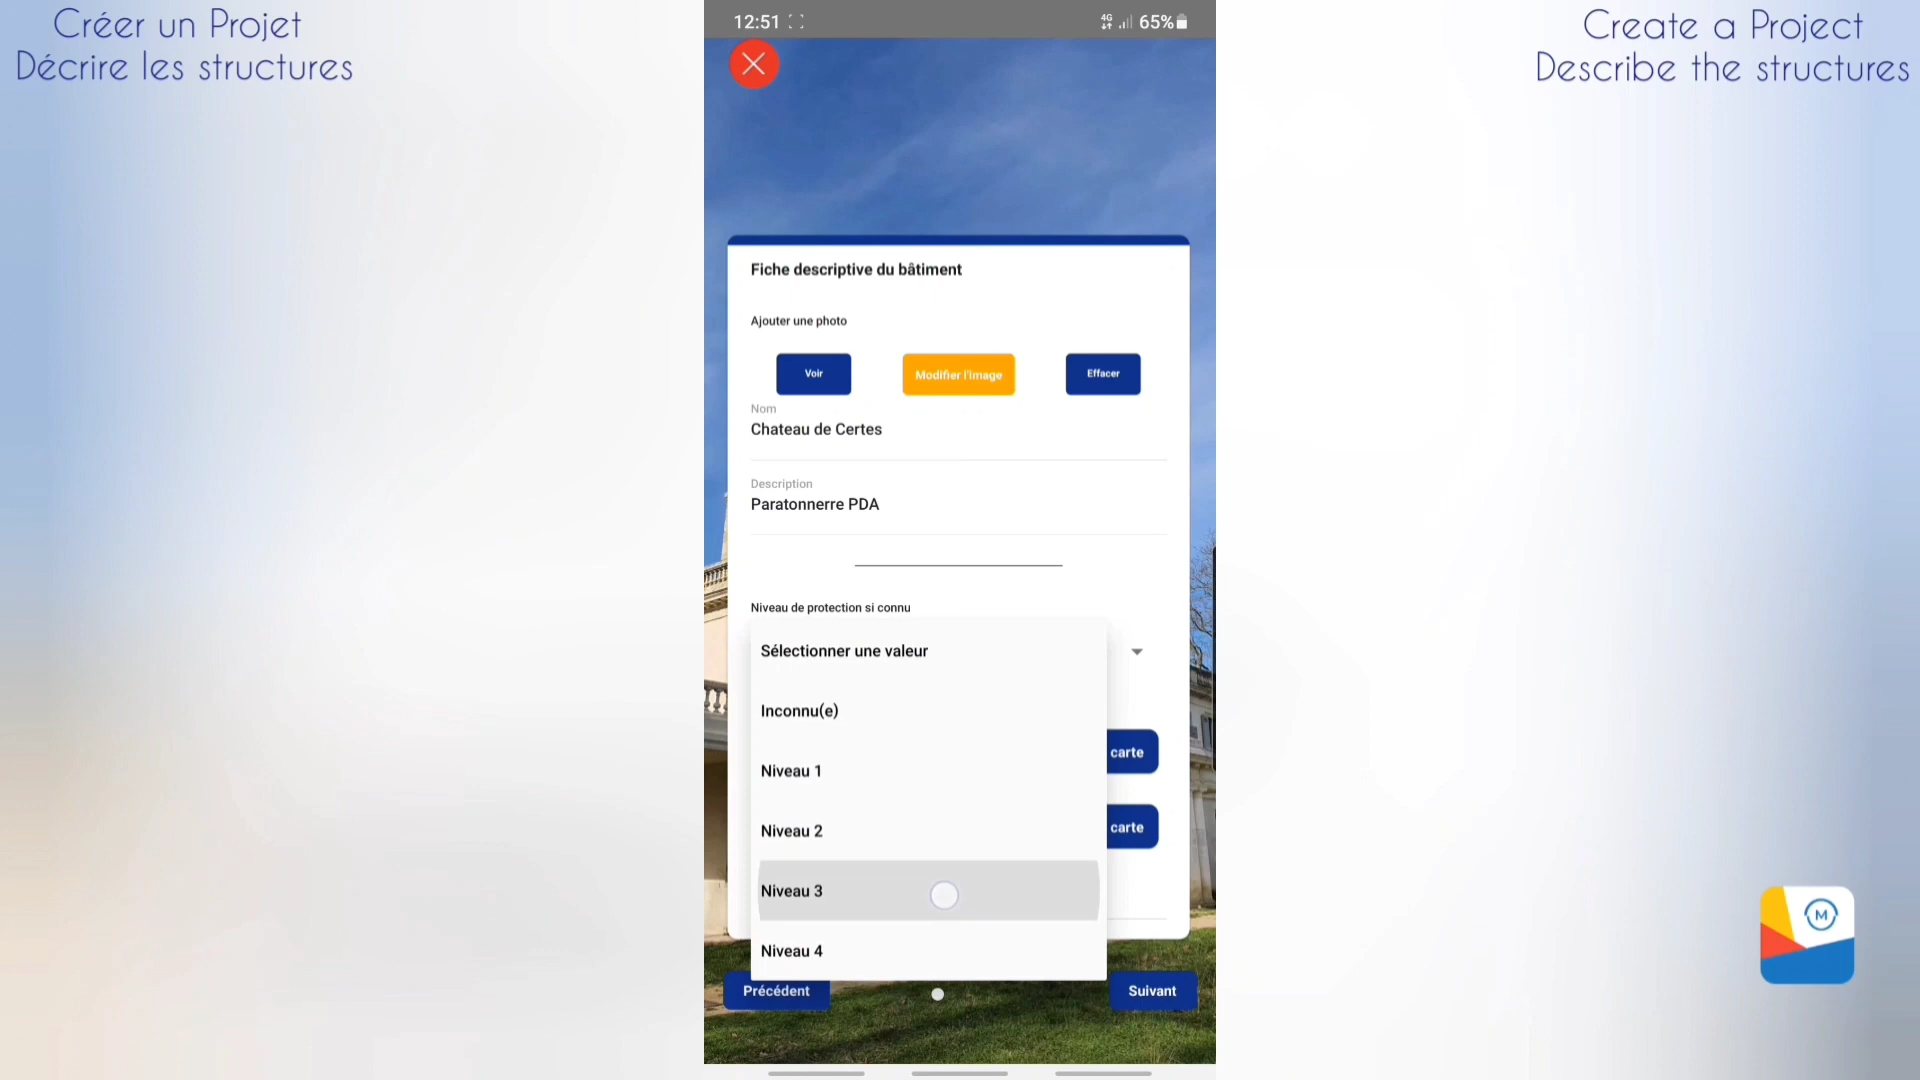 Créer un Projet
Décrire les structures
Create a Project
Describe the structures
12:51
4G
65%
Fiche descriptive du bâtiment
Ajouter une photo
Voir
Modifier l'Image
Effacer
Nom
Chateau de Certes
Description
Paratonnerre PDA
Niveau de protection si connu
Sélectionner une valeur
Inconnu(e)
carte
Niveau 1
Niveau 2
carte
Niveau 3
Niveau 4
Précédent
Suivant
M